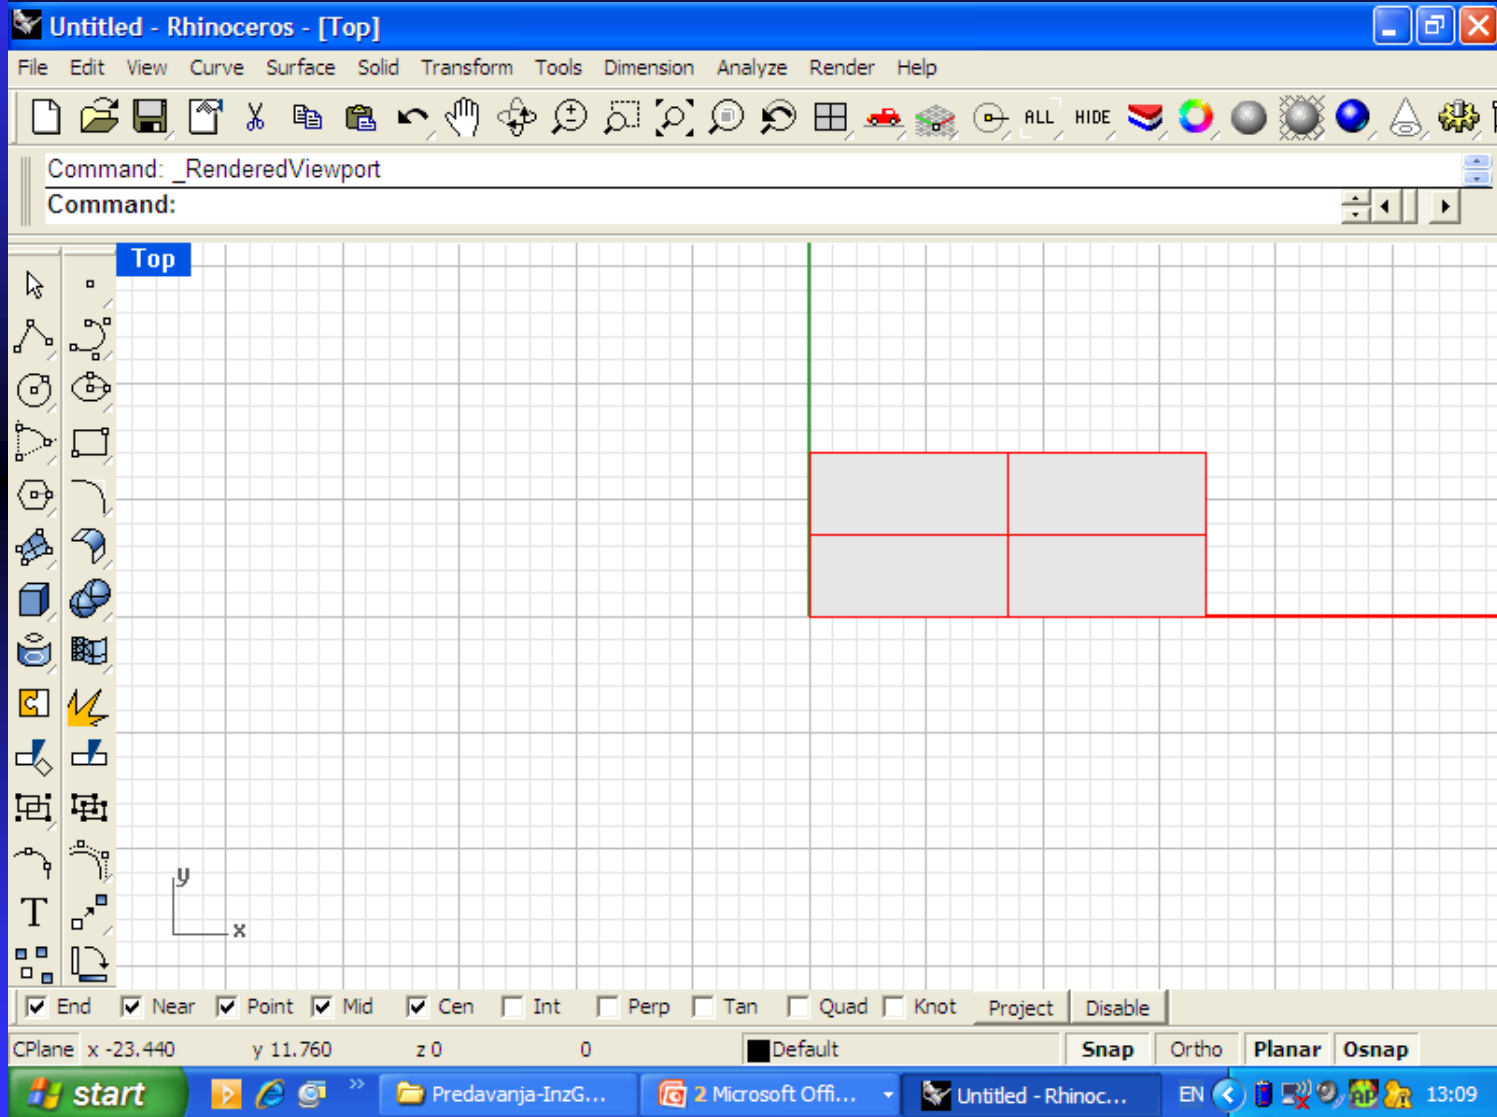 Untitled - Rhinoceros - [Top]
File Edit View Curve Surface Solid Transform Tools Dimension Analyze Render Help
ALL HIDE
Command: _RenderedViewport
Command:
Top
T
y
x
End Near Point Mid Cen Int Perp Tan Quad Knot Project Disable
CPlane x -23.440 y 11.760 z 0 0 Default Snap Ortho Planar Osnap
start Predavanja-InzG... 2 Microsoft Offi... Untitled - Rhinoc... EN 13:09